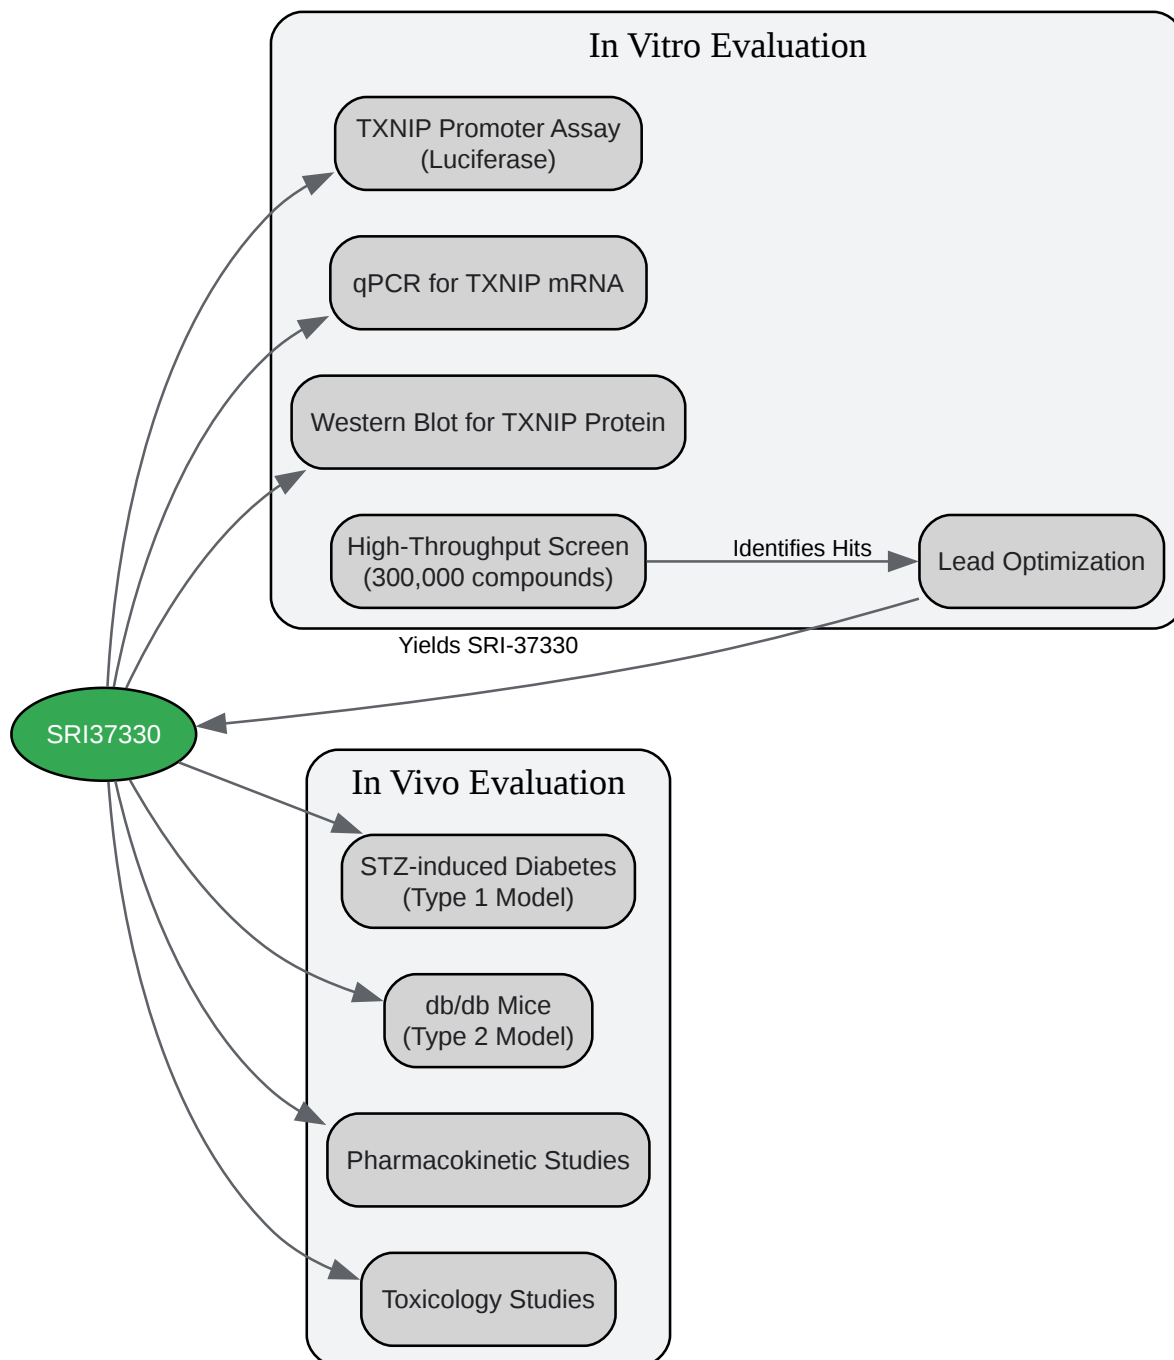 In Vitro Evaluation
TXNIP Promoter Assay
(Luciferase)
qPCR for TXNIP mRNA
Western Blot for TXNIP Protein
High-Throughput Screen
(300,000 compounds)
Identifies Hits
Lead Optimization
Yields SRI-37330
SRI37330
In Vivo Evaluation
STZ-induced Diabetes
(Type 1 Model)
db/db Mice
(Type 2 Model)
Pharmacokinetic Studies
Toxicology Studies